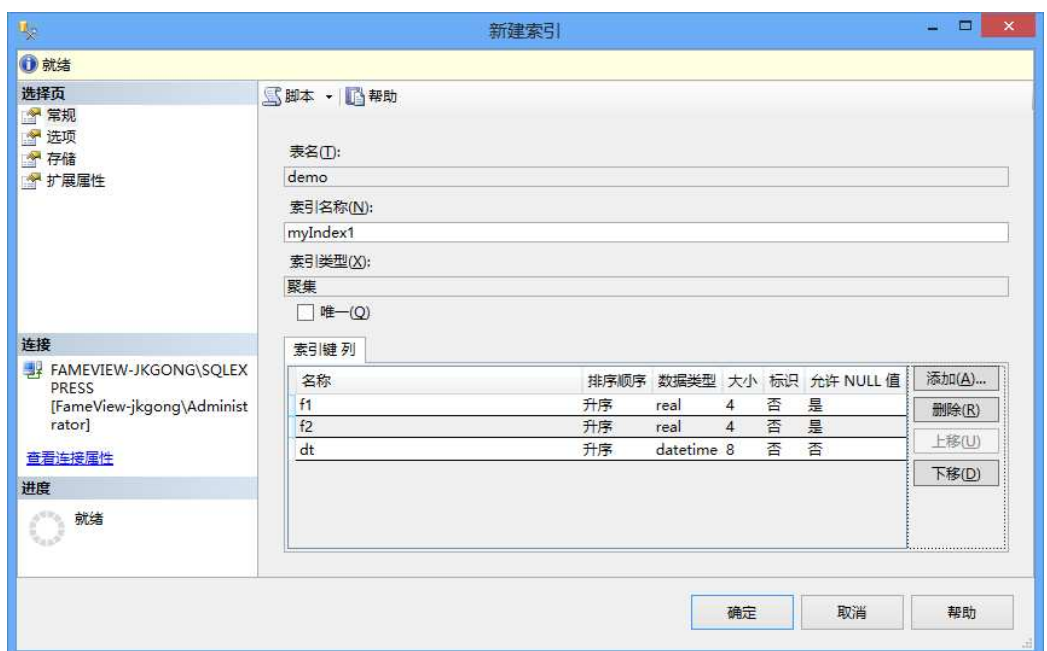 新建索引
就绪
选择页
常规
选项
存储
扩展属性
连接
FAMEVIEW-JKGONG\SQLEX
PRESS
[FameView-jkgong\Administ
rator]
查看连接属性
进度
就绪
脚本 帮助
表名(T):
demo
索引名称(N):
myIndex1
索引类型(X):
聚集
唯一(Q)
索引键 列
名称 排序顺序 数据类型 大小 标识 允许 NULL 值
f1 升序 real 4 否 是
f2 升序 real 4 否 是
dt 升序 datetime 8 否 否
添加(A)...
删除(R)
上移(U)
下移(D)
确定 取消 帮助